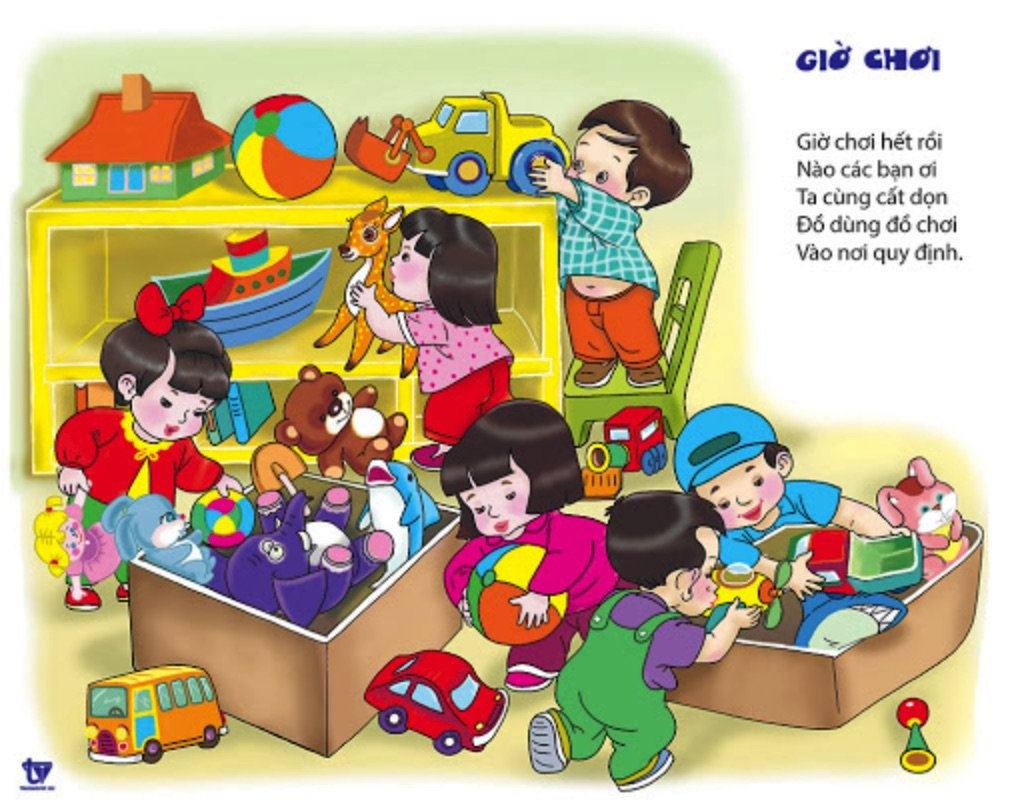 GIỜ CHƠI
Giờ chơi hết rồi
Nào các bạn ơi
Ta cùng cất dọn
Đồ dùng đồ chơi
Vào nơi quy định.
tv